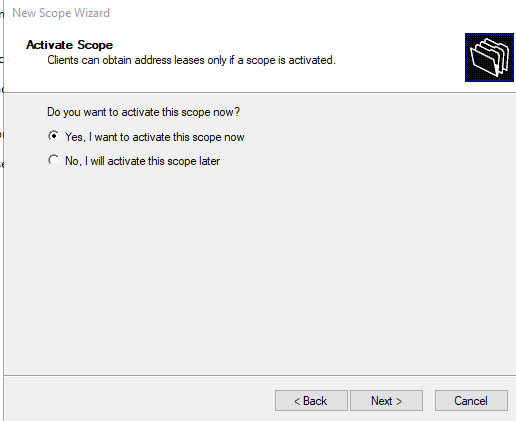 New Scope Wizard
Activate Scope
Clients can obtain address leases only if a scope is activated.
Do you want to activate this scope now?
Yes, I want to activate this scope now
No, I will activate this scope later
< Back
Next >
Cancel